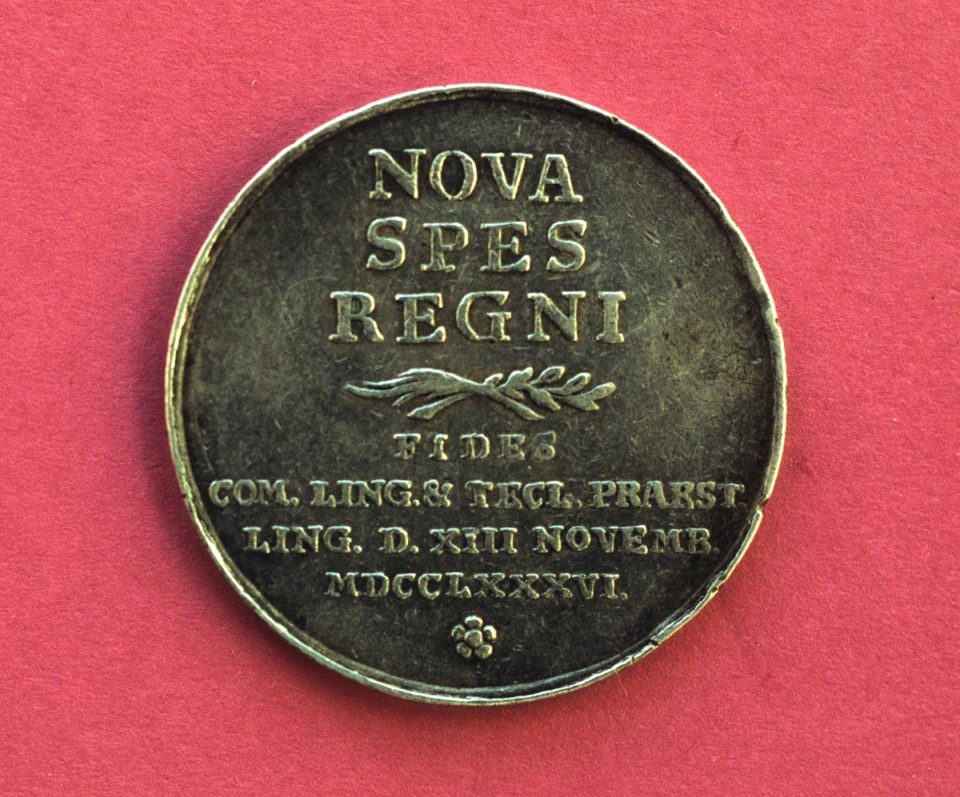 NOVA
SPES
REGNI
FIDES
COM. LING. & TECL. PRAEST
LING. D. XIII NOVEMB.
MDCCLXXXVI.